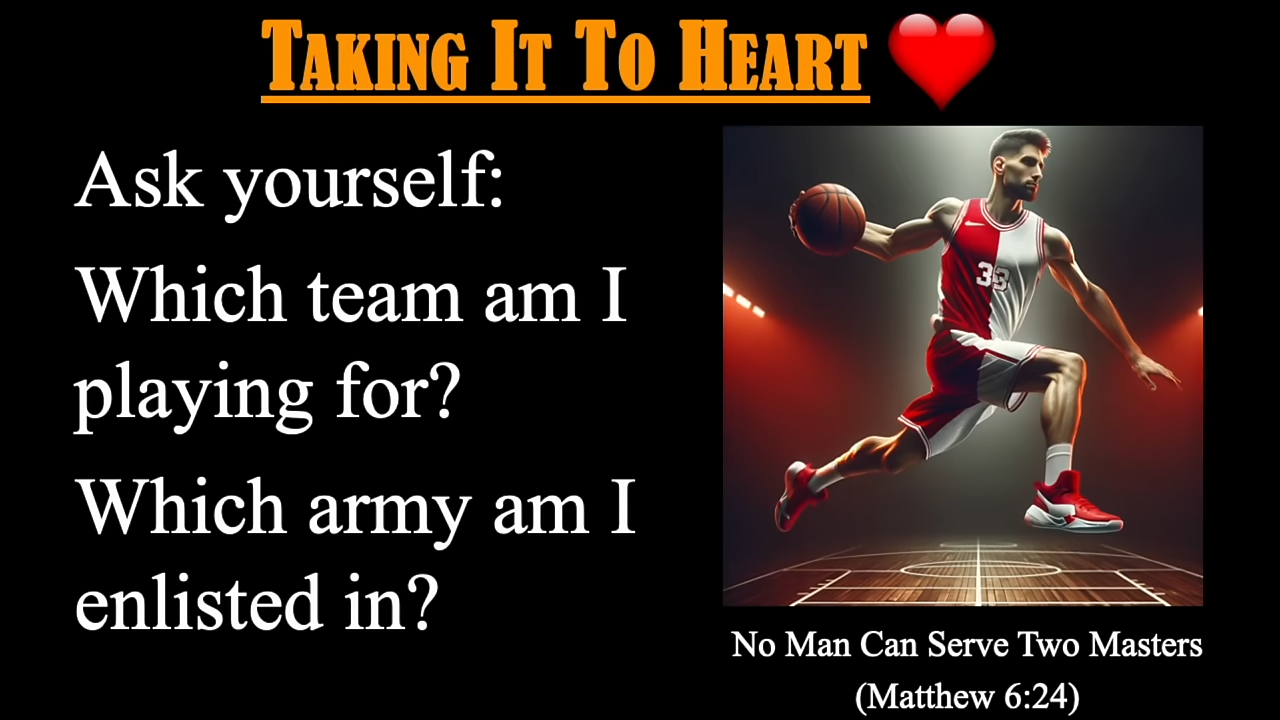 Taking It To Heart
Ask yourself:
Which team am I
playing for?
Which army am I
enlisted in?
33
No Man Can Serve Two Masters
(Matthew 6:24)